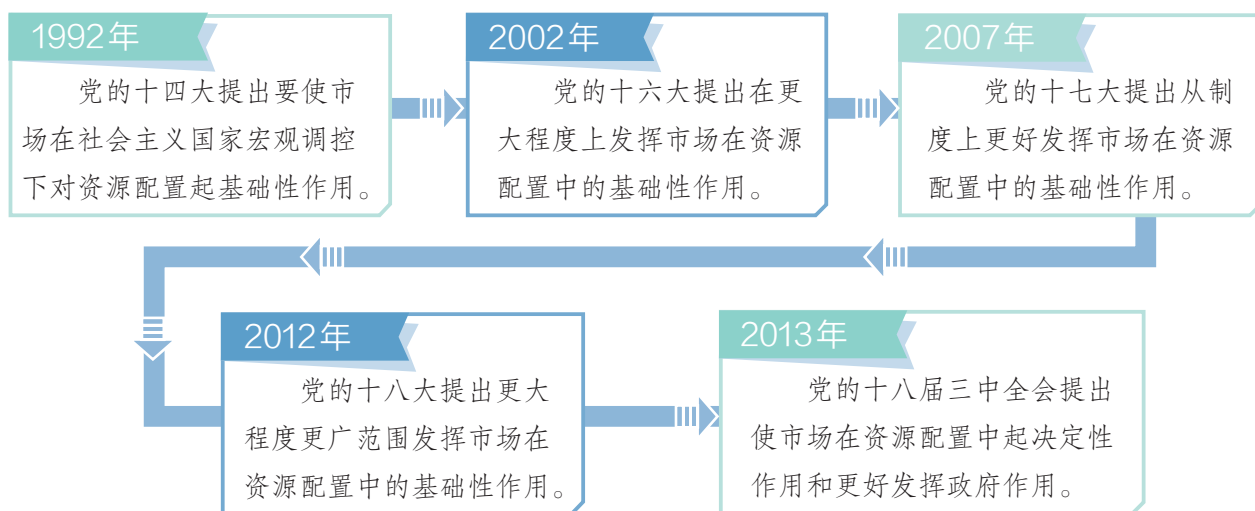 1992年
党的十四大提出要使市
场在社会主义国家宏观调控
下对资源配置起基础性作用。
2002年
党的十六大提出在更
大程度上发挥市场在资源
配置中的基础性作用。
2007年
党的十七大提出从制
度上更好发挥市场在资源
配置中的基础性作用。
2012年
党的十八大提出更大
程度更广范围发挥市场在
资源配置中的基础性作用。
2013年
党的十八届三中全会提出
使市场在资源配置中起决定性
作用和更好发挥政府作用。